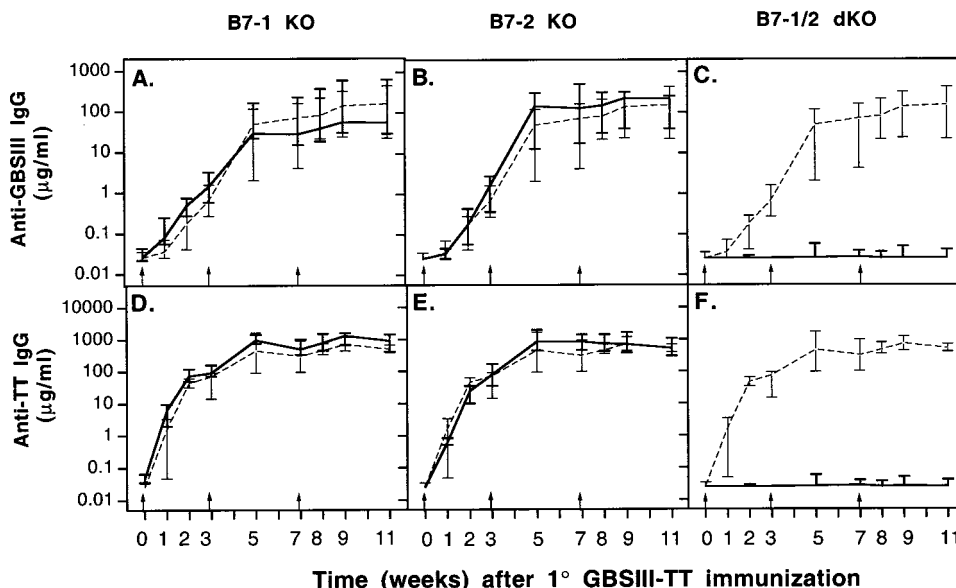 B7-1 KO B7-2 KO B7-1/2 dKO
Anti-GBSIII IgG
(µg/ml)
1000
100
10
1
0.1
0.01
A. B. C.
Anti-TT IgG
(µg/ml)
1000
1000
100
10
1
0.1
0.01
D. E. F.
0 1 2 3 5 7 8 9 11 0 1 2 3 5 7 8 9 11 0 1 2 3 5 7 8 9 11
Time (weeks) after 1° GBSIII-TT immunization